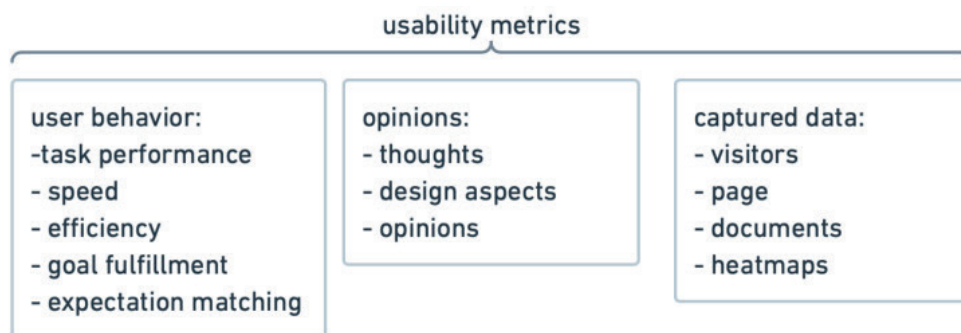 usability metrics
user behavior:
-task performance
- speed
- efficiency
- goal fulfillment
- expectation matching
opinions:
- thoughts
- design aspects
- opinions
captured data:
- visitors
- page
- documents
- heatmaps